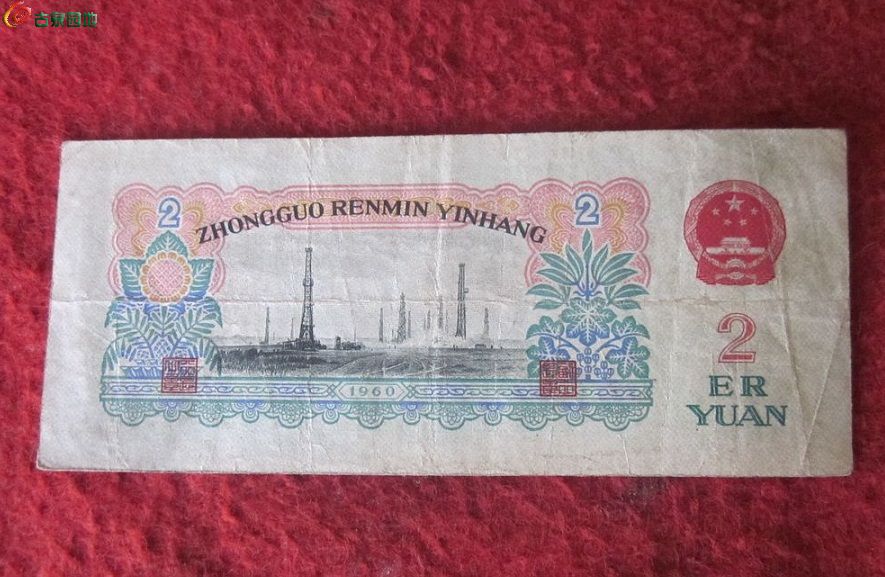 古泉园地
2
2
ZHONGGUO RENMIN YINHANG
1960
2
ER
YUAN